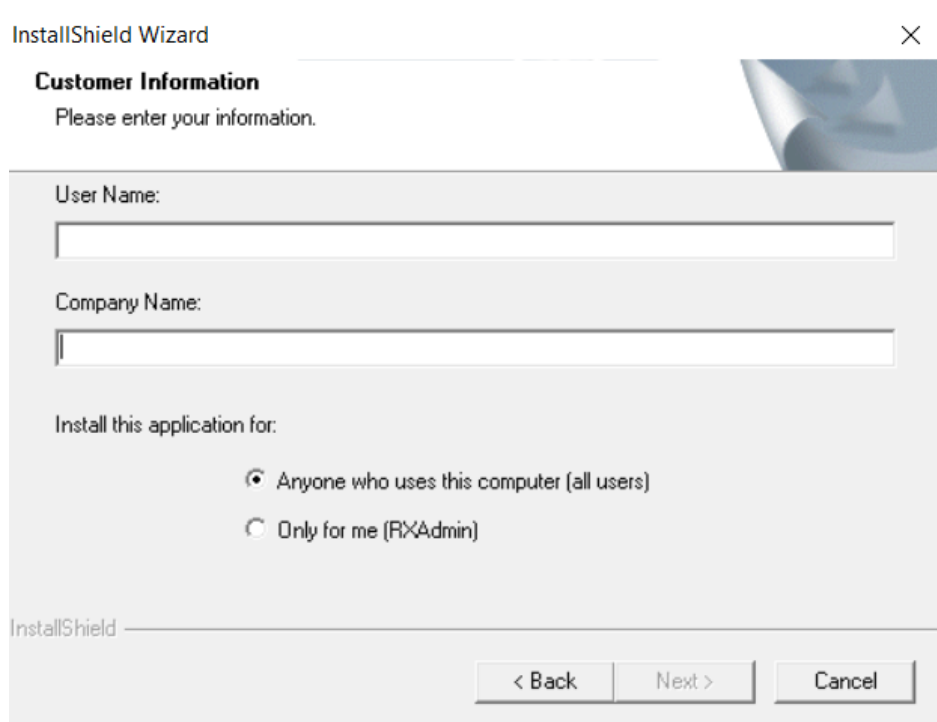 InstallShield Wizard
Customer Information
Please enter your information.
User Name:
Company Name:
Install this application for:
Anyone who uses this computer (all users)
Only for me (RXAdmin)
InstallShield
< Back Next > Cancel